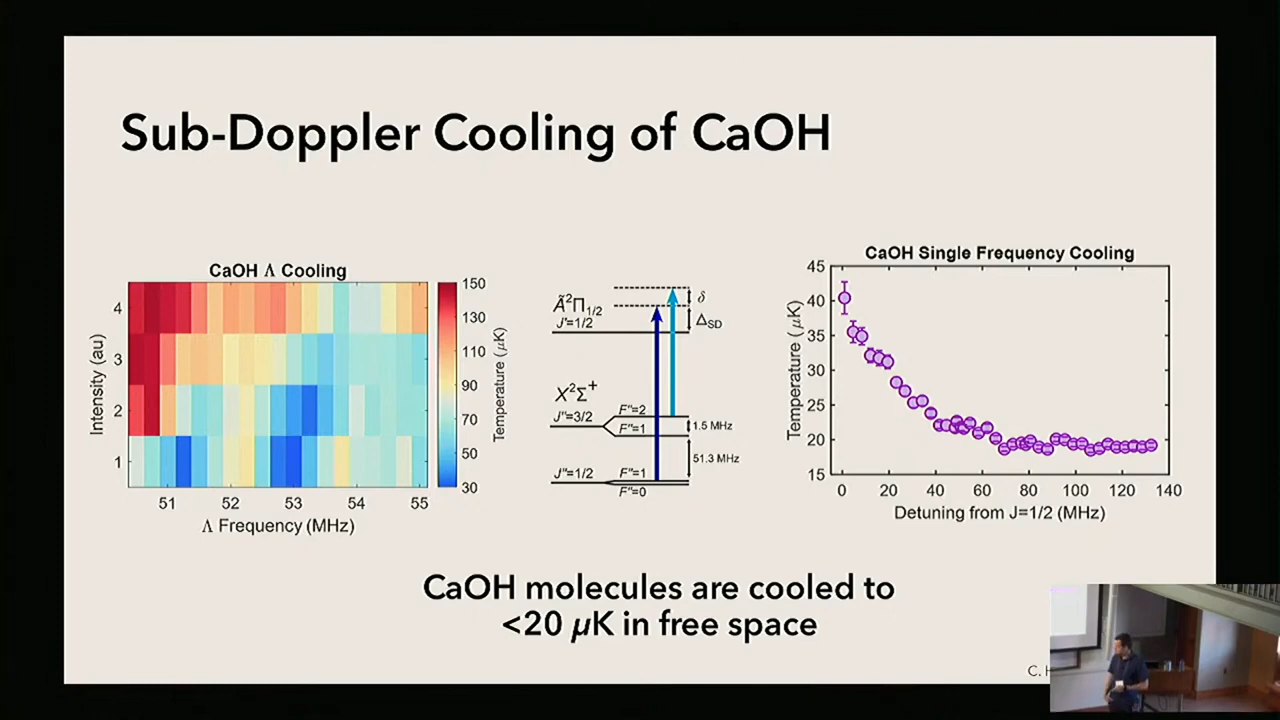 Sub-Doppler Cooling of CaOH
CaOH Λ Cooling
Intensity (au)
4
3
2
1
51
52
53
54
55
Λ Frequency (MHz)
150
130
110
90
70
50
30
Temperature (μK)
Ã²Π₁/₂
J'=1/2
δ
Δ_SD
X̃²Σ⁺
J''=3/2
F''=2
F''=1
1.5 MHz
51.3 MHz
J''=1/2
F''=1
F''=0
CaOH Single Frequency Cooling
Temperature (μK)
45
40
35
30
25
20
15
0
20
40
60
80
100
120
140
Detuning from J=1/2 (MHz)
CaOH molecules are cooled to
<20 μK in free space
C.